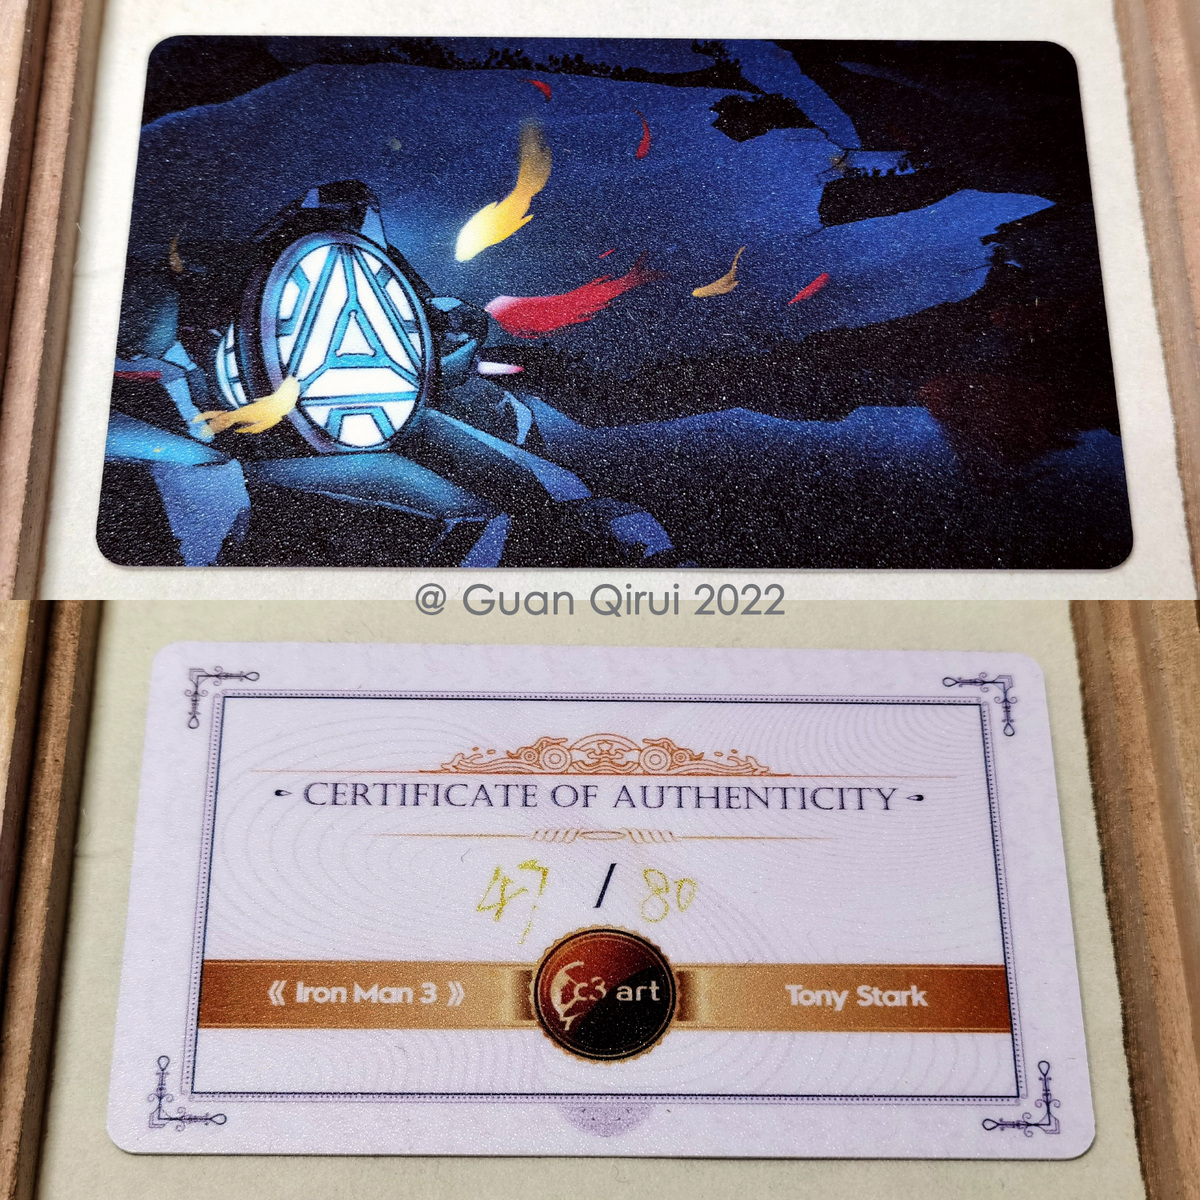 @ Guan Qirui 2022
CERTIFICATE OF AUTHENTICITY
47 / 80
《 Iron Man 3 》
c3 art
Tony Stark